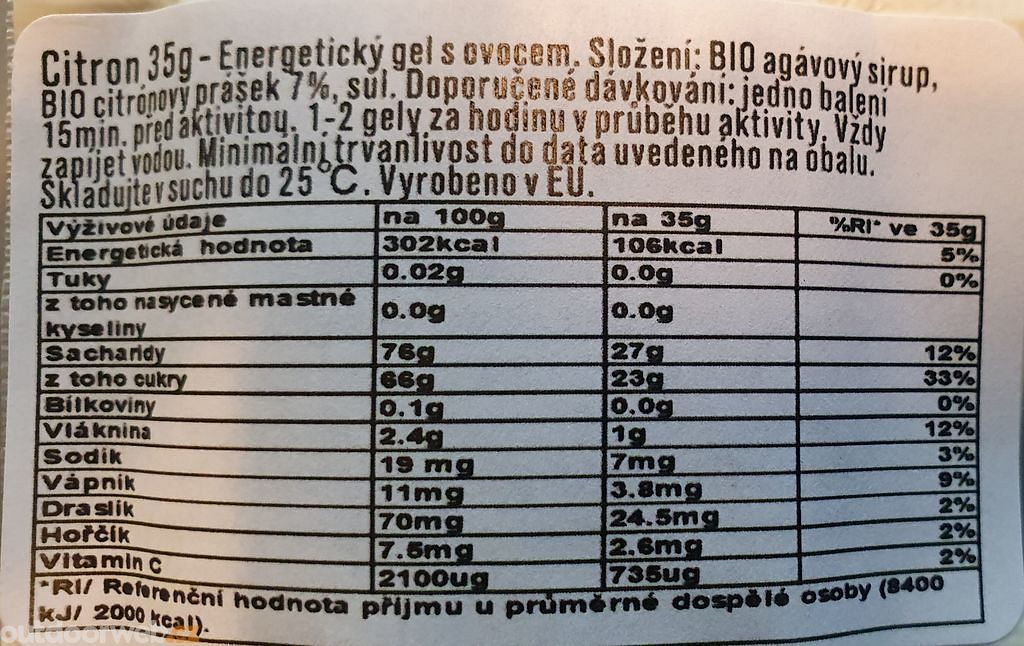 Citron 35g - Energetický gel s ovocem. Složení: BIO agávový sirup,
BIO citrónový prášek 7%, sůl. Doporučené dávkování: jedno balení
15min. před aktivitou. 1-2 gely za hodinu v průběhu aktivity. Vždy
zapíjet vodou. Minimální trvanlivost do data uvedeného na obalu.
Skladujte v suchu do 25°C. Vyrobeno v EU.
Výživové údaje na 100g na 35g %RI* ve 35g
Energetická hodnota 302kcal 106kcal 5%
Tuky 0.02g 0.0g 0%
z toho nasycené mastné
kyseliny 0.0g 0.0g
Sacharidy 76g 27g 12%
z toho cukry 66g 23g 33%
Bílkoviny 0.1g 0.0g 0%
Vláknina 2.4g 1g 12%
Sodík 19 mg 7mg 3%
Vápník 11mg 3.8mg 9%
Draslík 70mg 24.5mg 2%
Hořčík 7.5mg 2.6mg 2%
Vitamin C 2100ug 735ug 2%
*RI/ Referenční hodnota příjmu u průměrné dospělé osoby (8400
kJ/ 2000 kcal).
outdoorweb.cz